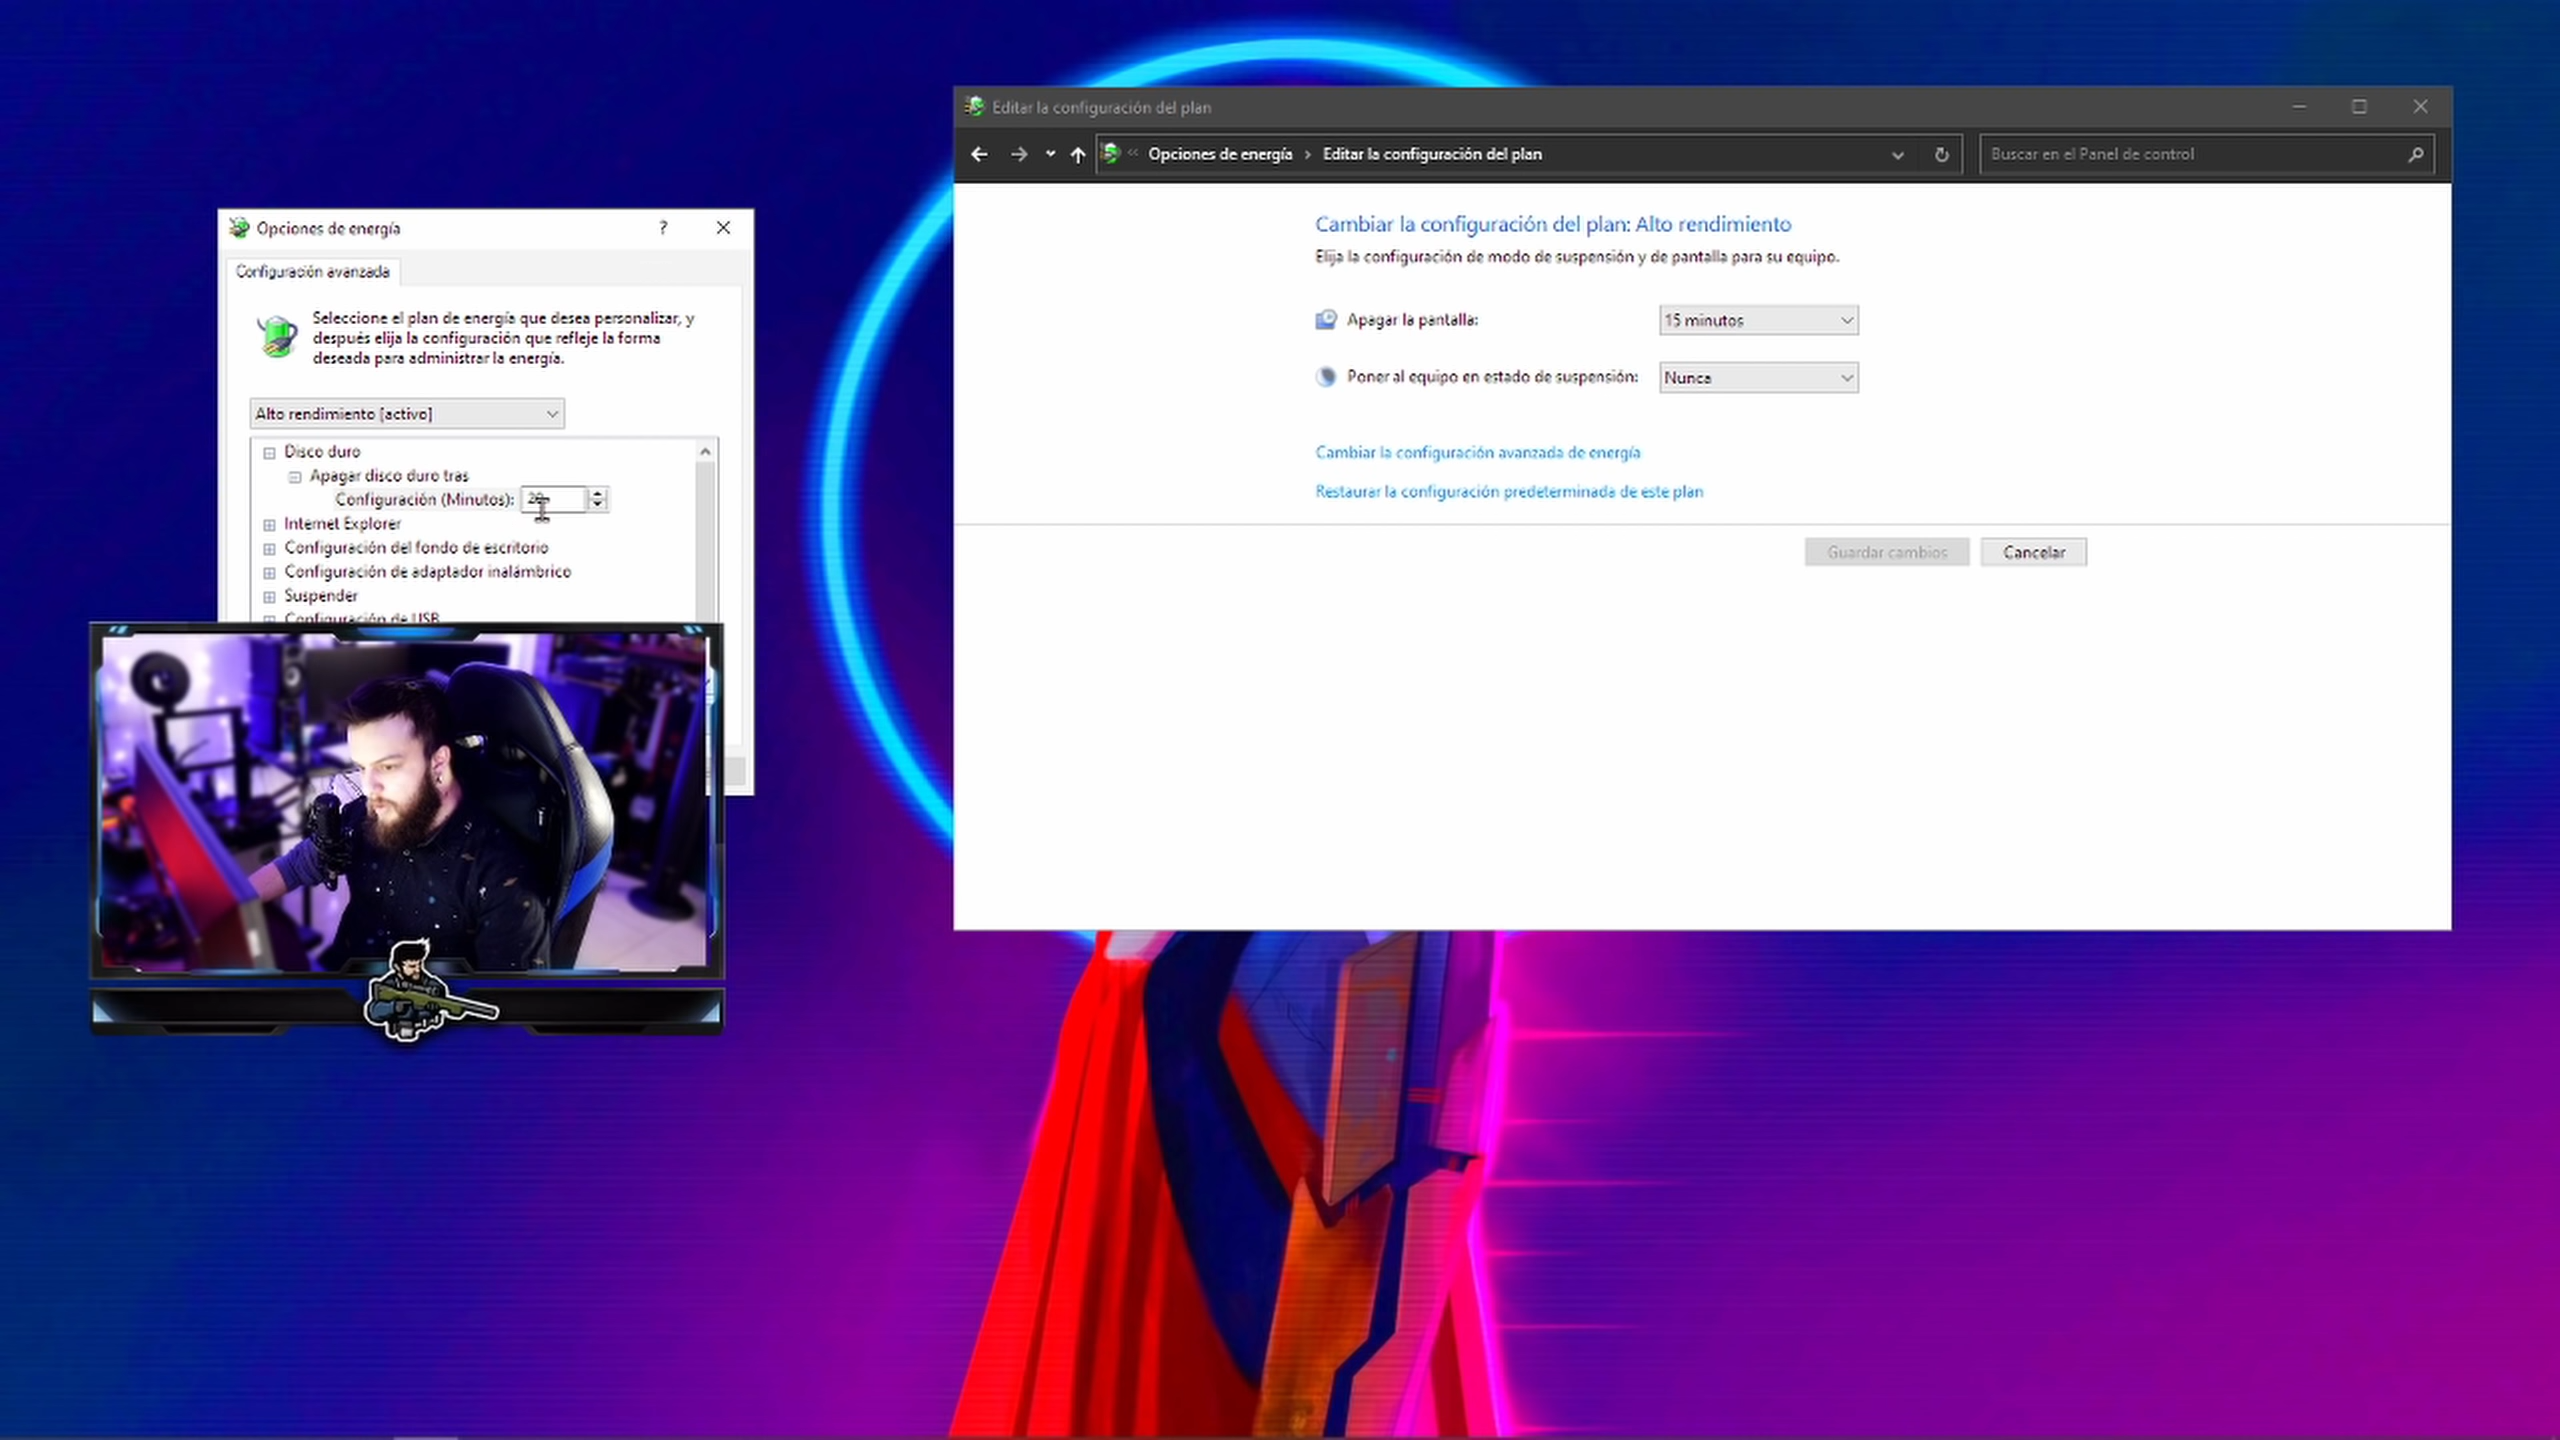 Opciones de energía
?
Configuración avanzada
Seleccione el plan de energía que desea personalizar, y
después elija la configuración que refleje la forma
deseada para administrar la energía.
Alto rendimiento [activo]
Disco duro
Apagar disco duro tras
Configuración (Minutos):
Internet Explorer
Configuración del fondo de escritorio
Configuración de adaptador inalámbrico
Suspender
Configuración de USB
Editar la configuración del plan
« Opciones de energía › Editar la configuración del plan
Buscar en el Panel de control
Cambiar la configuración del plan: Alto rendimiento
Elija la configuración de modo de suspensión y de pantalla para su equipo.
Apagar la pantalla: 15 minutos
Poner al equipo en estado de suspensión: Nunca
Cambiar la configuración avanzada de energía
Restaurar la configuración predeterminada de este plan
Guardar cambios Cancelar